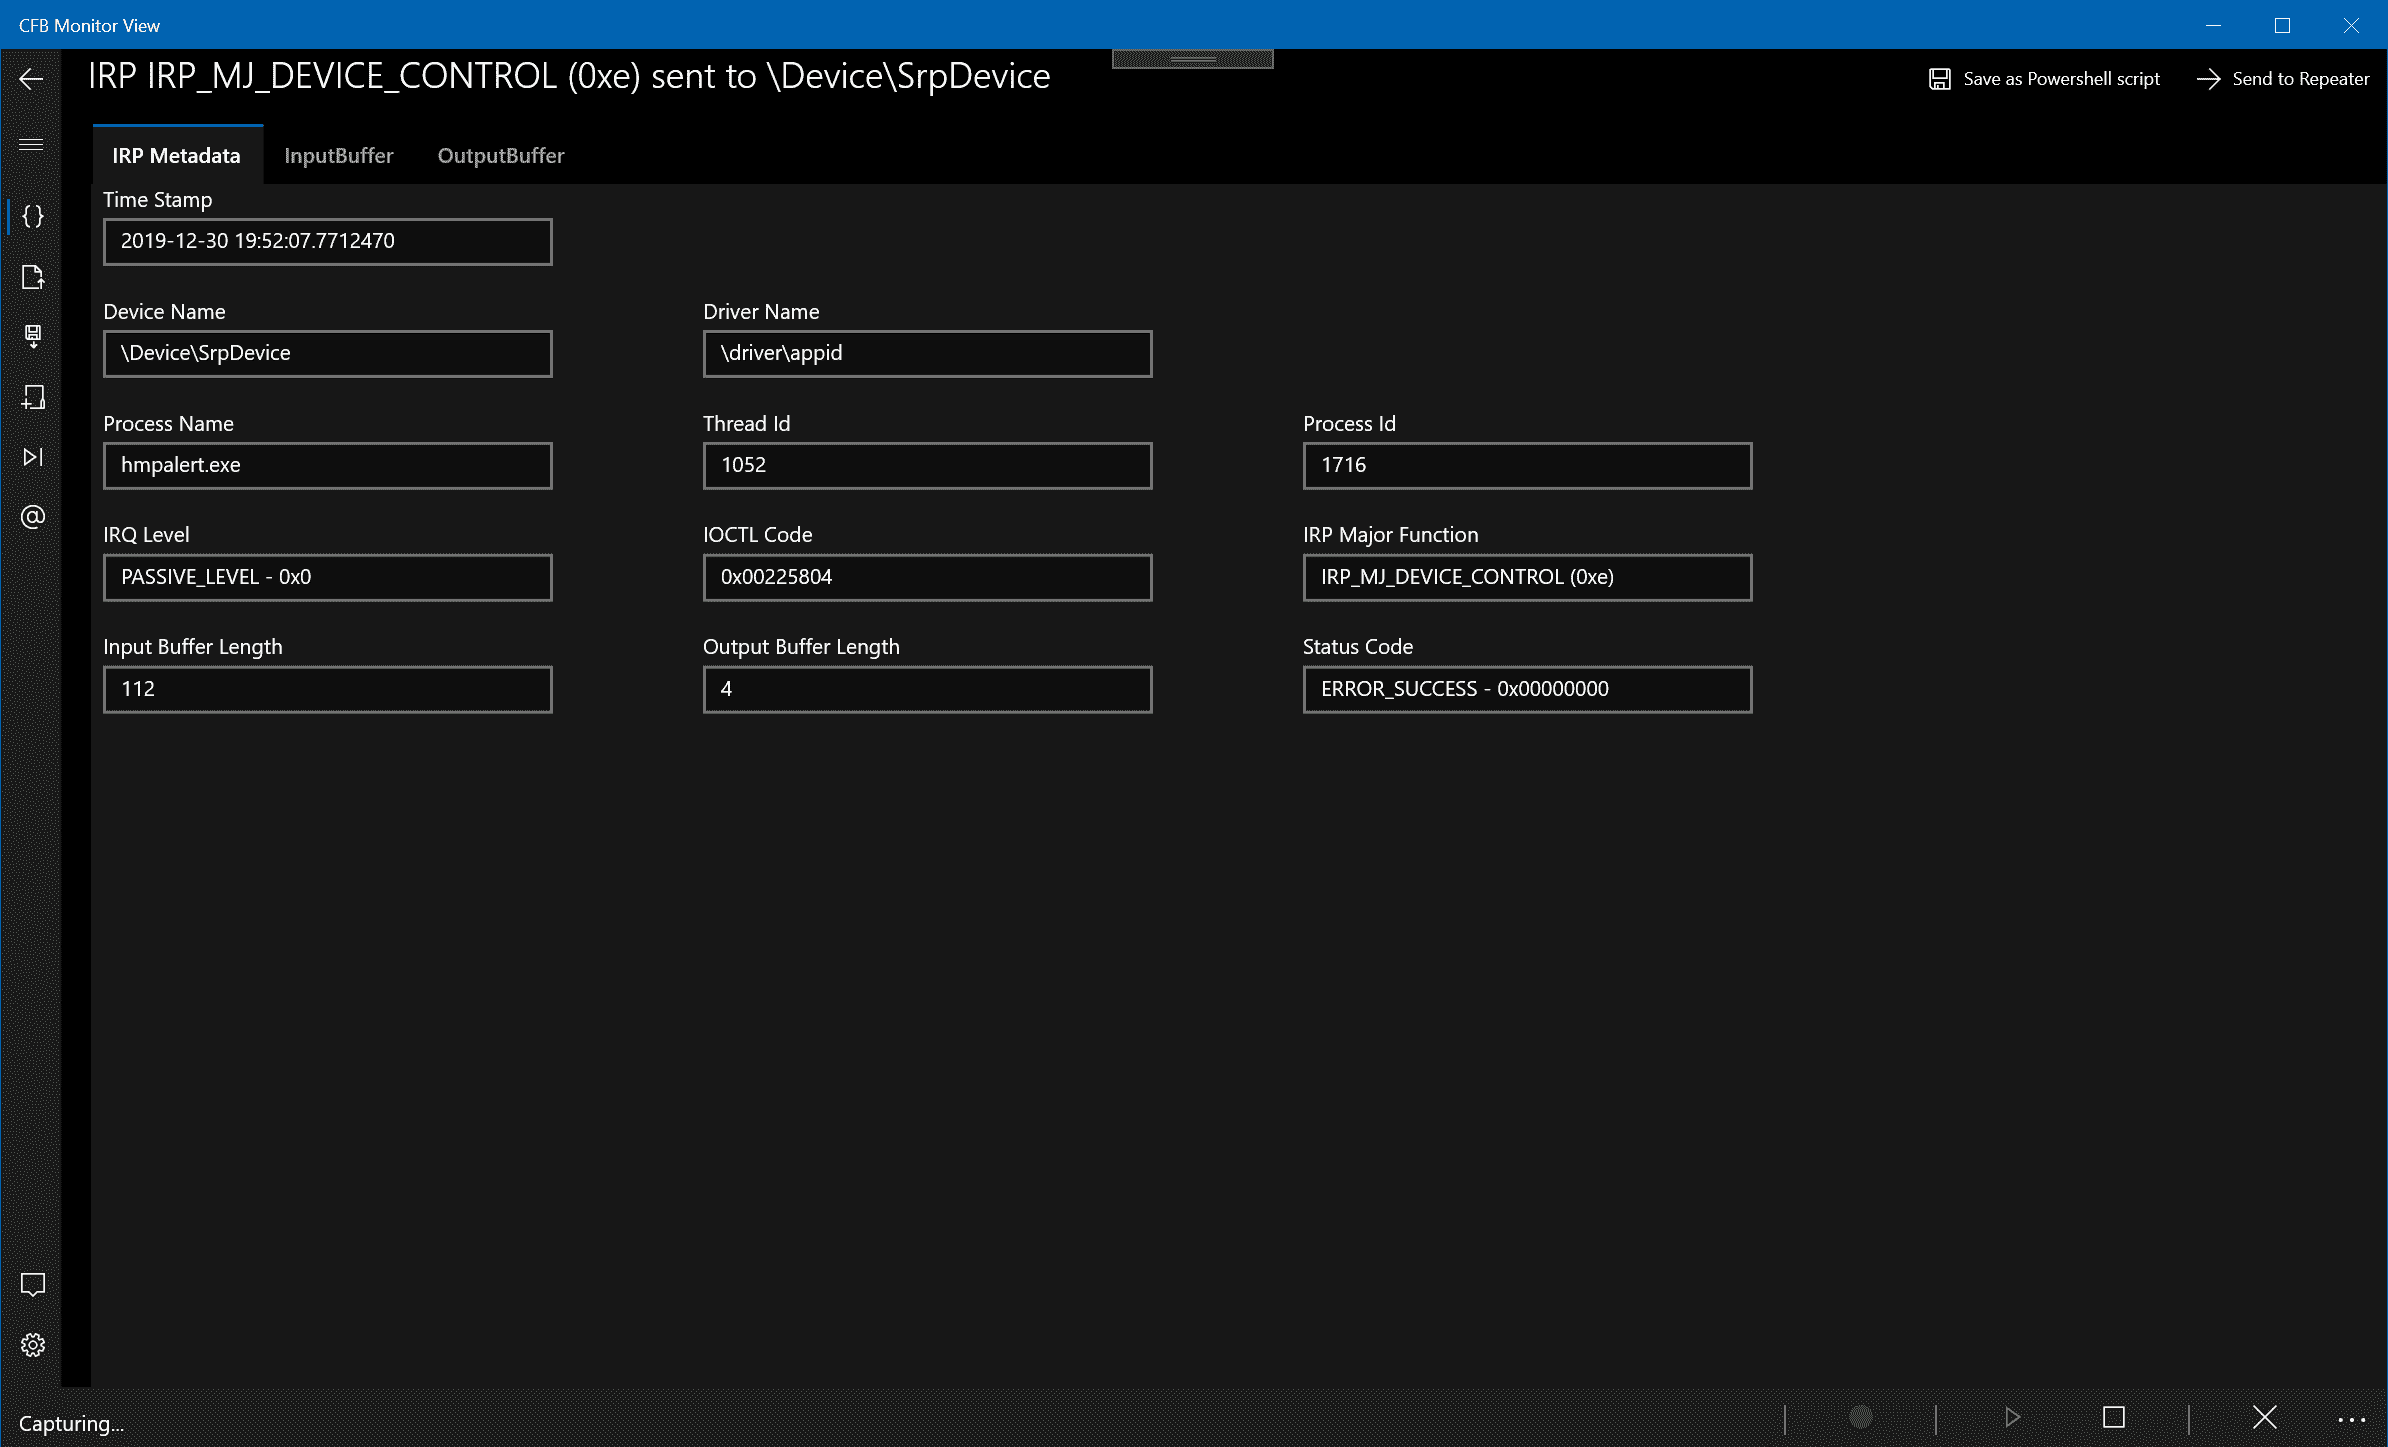 CFB Monitor View
IRP IRP_MJ_DEVICE_CONTROL (0xe) sent to \Device\SrpDevice
Save as Powershell script
Send to Repeater
IRP Metadata
InputBuffer
OutputBuffer
Time Stamp
2019-12-30 19:52:07.7712470
Device Name
Driver Name
\Device\SrpDevice
\driver\appid
Process Name
Thread Id
Process Id
hmpalert.exe
1052
1716
IRQ Level
IOCTL Code
IRP Major Function
PASSIVE_LEVEL - 0x0
0x00225804
IRP_MJ_DEVICE_CONTROL (0xe)
Input Buffer Length
Output Buffer Length
Status Code
112
4
ERROR_SUCCESS - 0x00000000
Capturing...